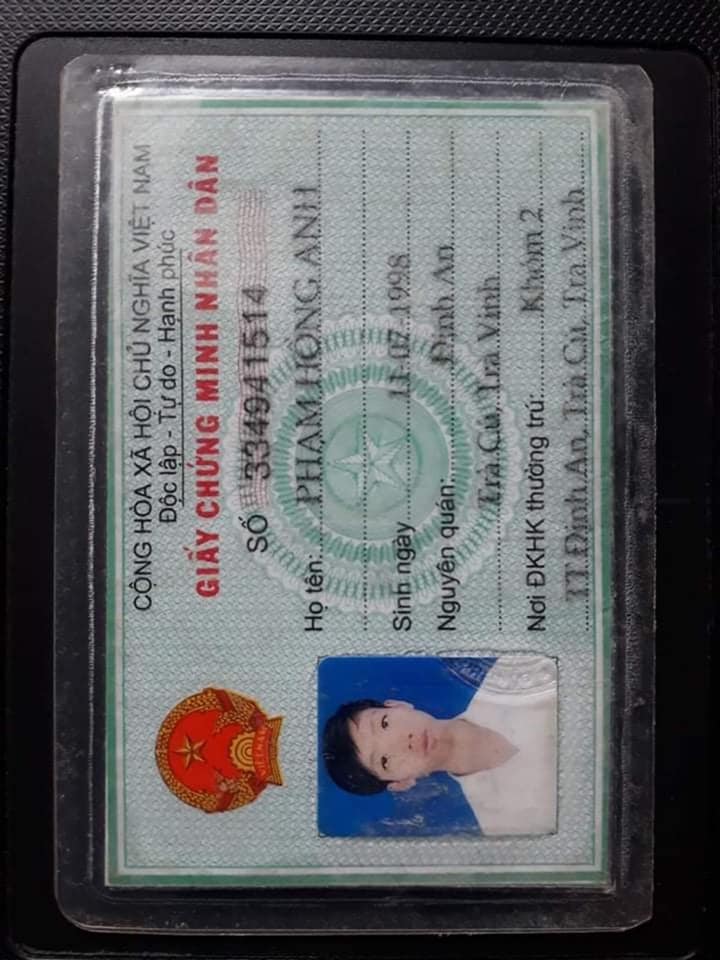 CỘNG HÒA XÃ HỘI CHỦ NGHĨA VIỆT NAM
Độc lập - Tự do - Hạnh phúc
GIẤY CHỨNG MINH NHÂN DÂN
SỐ 334941514
Họ tên: PHẠM HỒNG ANH
Sinh ngày 11-07-1998
Nguyên quán: Định An
Trà Cú, Trà Vinh
Nơi ĐKHK thường trú: Khóm 2
TT.Định An, Trà Cú, Trà Vinh
VIỆT NAM